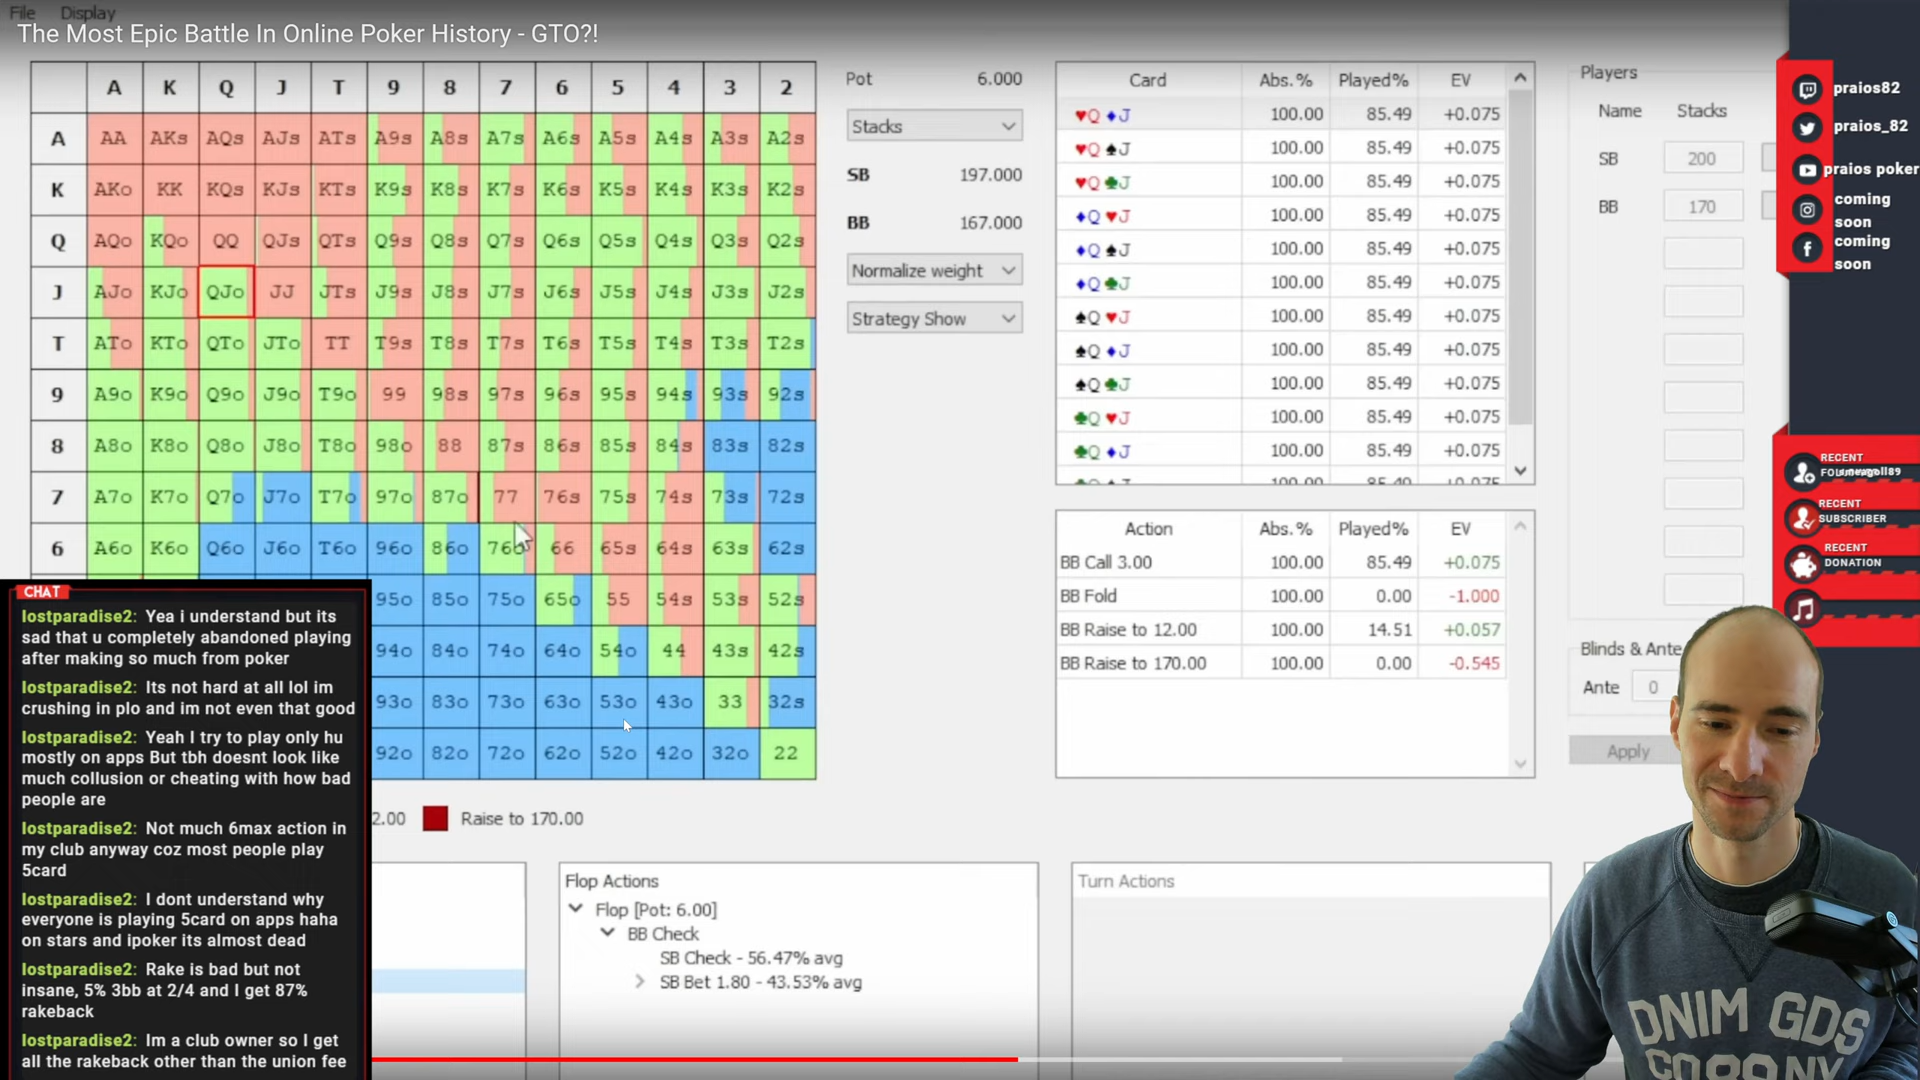 File Display
The Most Epic Battle In Online Poker History - GTO?!
A K Q J T 9 8 7 6 5 4 3 2
A AA AKs AQs AJs ATs A9s A8s A7s A6s A5s A4s A3s A2s
K AKo KK KQs KJs KTs K9s K8s K7s K6s K5s K4s K3s K2s
Q AQo KQo QQ QJs QTs Q9s Q8s Q7s Q6s Q5s Q4s Q3s Q2s
J AJo KJo QJo JJ JTs J9s J8s J7s J6s J5s J4s J3s J2s
T ATo KTo QTo JTo TT T9s T8s T7s T6s T5s T4s T3s T2s
9 A9o K9o Q9o J9o T9o 99 98s 97s 96s 95s 94s 93s 92s
8 A8o K8o Q8o J8o T8o 98o 88 87s 86s 85s 84s 83s 82s
7 A7o K7o Q7o J7o T7o 97o 87o 77 76s 75s 74s 73s 72s
6 A6o K6o Q6o J6o T6o 96o 86o 76o 66 65s 64s 63s 62s
95o 85o 75o 65o 55 54s 53s 52s
94o 84o 74o 64o 54o 44 43s 42s
93o 83o 73o 63o 53o 43o 33 32s
92o 82o 72o 62o 52o 42o 32o 22
2.00 Raise to 170.00
Pot 6.000
Stacks
SB 197.000
BB 167.000
Normalize weight
Strategy Show
Card Abs.% Played% EV
♥Q ♦J 100.00 85.49 +0.075
♥Q ♠J 100.00 85.49 +0.075
♥Q ♣J 100.00 85.49 +0.075
♦Q ♥J 100.00 85.49 +0.075
♦Q ♠J 100.00 85.49 +0.075
♦Q ♣J 100.00 85.49 +0.075
♠Q ♥J 100.00 85.49 +0.075
♠Q ♦J 100.00 85.49 +0.075
♠Q ♣J 100.00 85.49 +0.075
♣Q ♥J 100.00 85.49 +0.075
♣Q ♦J 100.00 85.49 +0.075
Action Abs.% Played% EV
BB Call 3.00 100.00 85.49 +0.075
BB Fold 100.00 0.00 -1.000
BB Raise to 12.00 100.00 14.51 +0.057
BB Raise to 170.00 100.00 0.00 -0.545
Players
Name Stacks
SB 200
BB 170
Blinds & Ante
Ante 0
Apply
praios82
praios_82
praios poker
coming
soon
coming
soon
RECENT
RECENT
SUBSCRIBER
RECENT
DONATION
CHAT
lostparadise2: Yea i understand but its
sad that u completely abandoned playing
after making so much from poker
lostparadise2: Its not hard at all lol im
crushing in plo and im not even that good
lostparadise2: Yeah I try to play only hu
mostly on apps But tbh doesnt look like
much collusion or cheating with how bad
people are
lostparadise2: Not much 6max action in
my club anyway coz most people play
5card
lostparadise2: I dont understand why
everyone is playing 5card on apps haha
on stars and ipoker its almost dead
lostparadise2: Rake is bad but not
insane, 5% 3bb at 2/4 and I get 87%
rakeback
lostparadise2: Im a club owner so I get
all the rakeback other than the union fee
Flop Actions
Flop [Pot: 6.00]
BB Check
SB Check - 56.47% avg
SB Bet 1.80 - 43.53% avg
Turn Actions
DNIM GDS